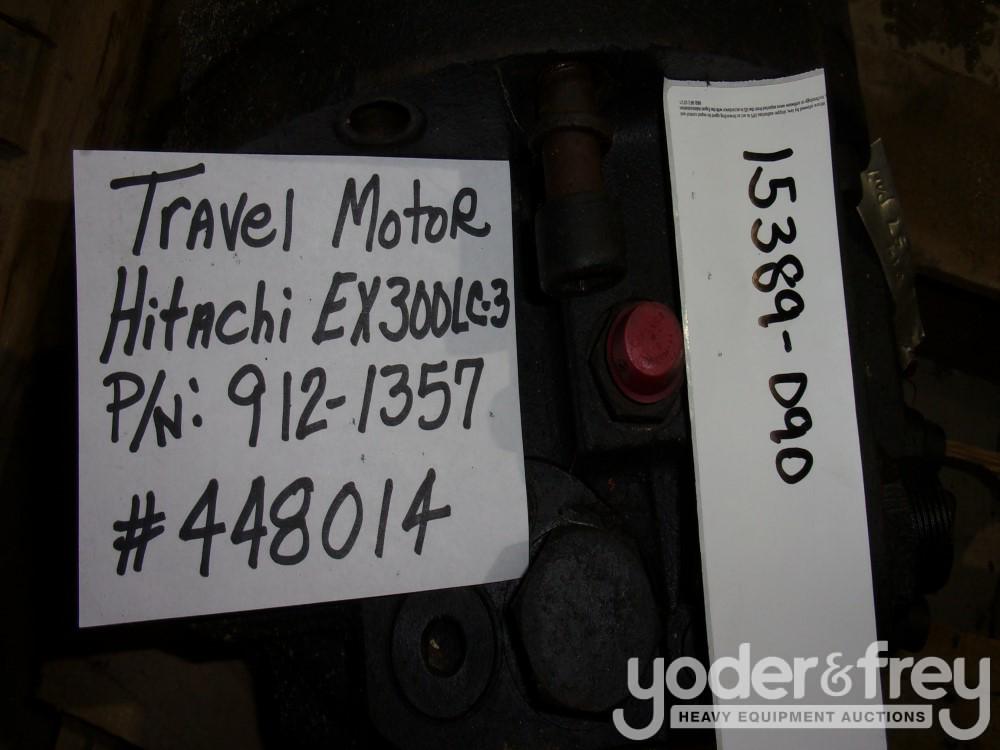 Travel Motor
Hitachi EX300LC-3
P/N: 912-1357
#448014
15389-D90
yoder&frey
HEAVY EQUIPMENT AUCTIONS